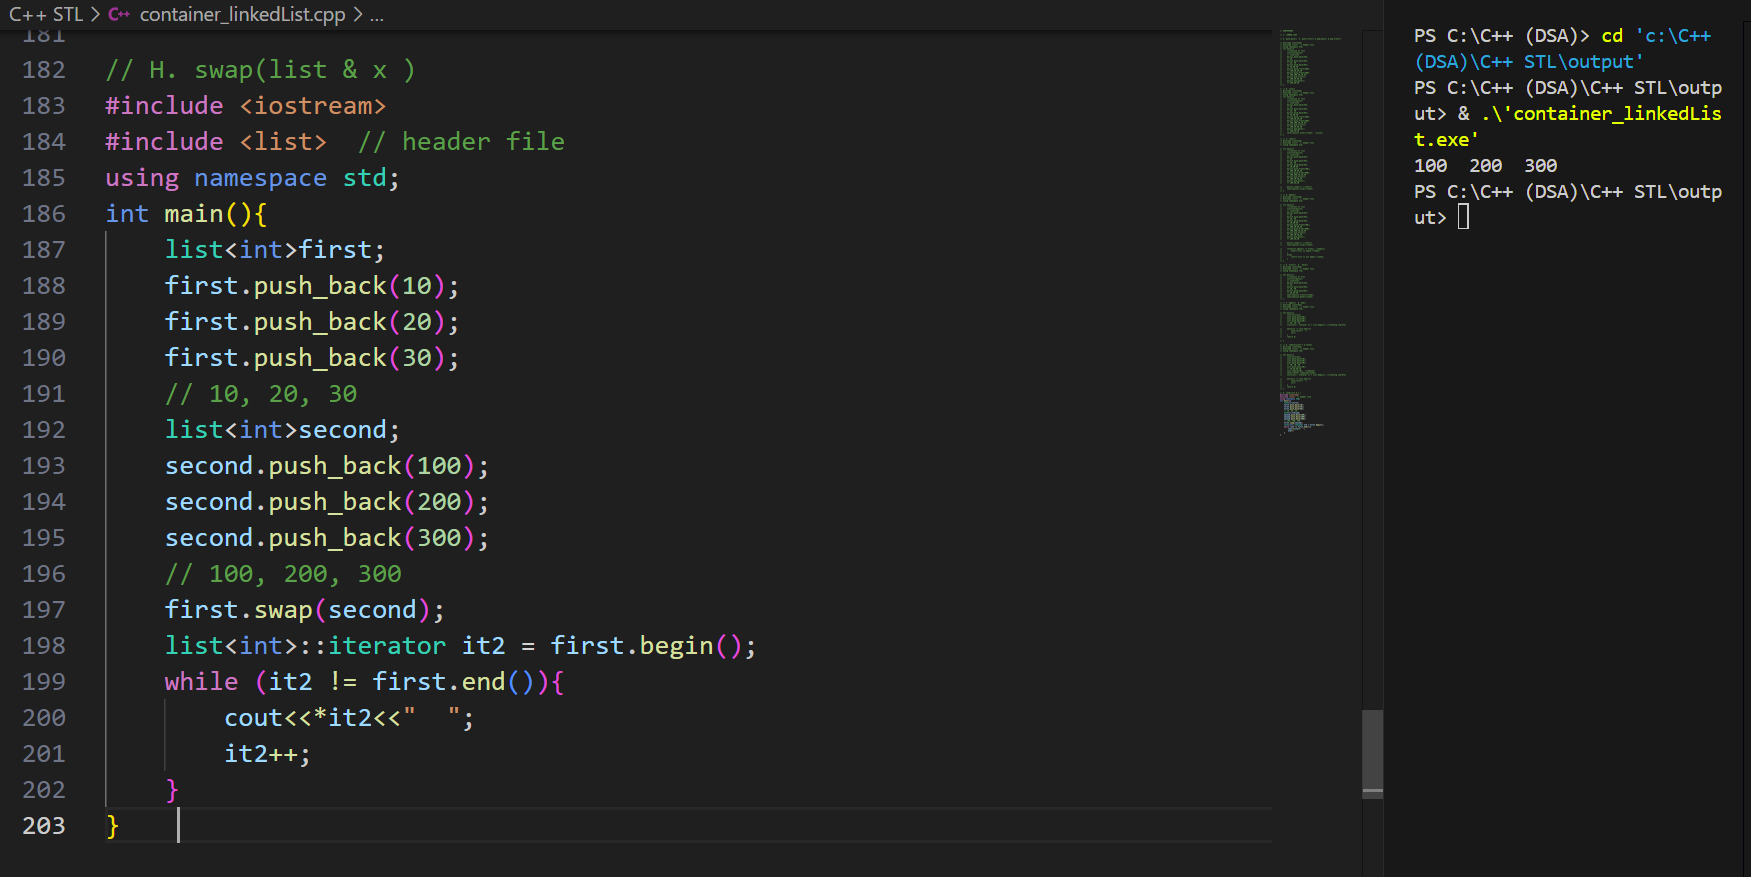 C++ STL > C++ container_linkedList.cpp > ...
181
182 // H. swap(list & x )
183 #include <iostream>
184 #include <list>  // header file
185 using namespace std;
186 int main(){
187     list<int>first;
188     first.push_back(10);
189     first.push_back(20);
190     first.push_back(30);
191     // 10, 20, 30
192     list<int>second;
193     second.push_back(100);
194     second.push_back(200);
195     second.push_back(300);
196     // 100, 200, 300
197     first.swap(second);
198     list<int>::iterator it2 = first.begin();
199     while (it2 != first.end()){
200         cout<<*it2<<"  ";
201         it2++;
202     }
203 }
PS C:\C++ (DSA)> cd 'c:\C++
(DSA)\C++ STL\output'
PS C:\C++ (DSA)\C++ STL\outp
ut> & .\'container_linkedLis
t.exe'
100  200  300
PS C:\C++ (DSA)\C++ STL\outp
ut>